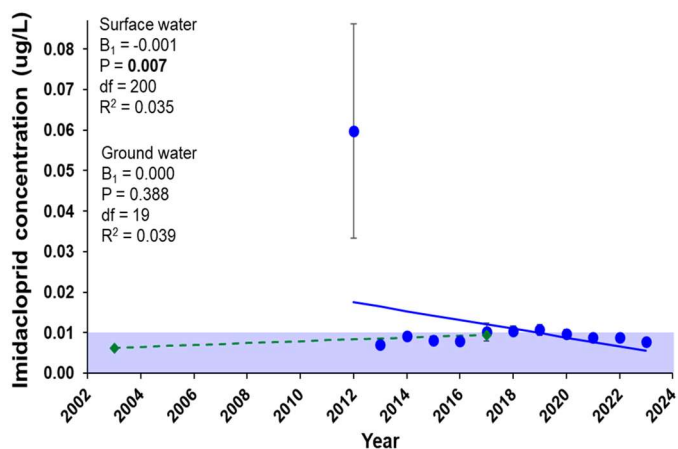 Surface water
B₁ = -0.001
P = 0.007
df = 200
R² = 0.035
Ground water
B₁ = 0.000
P = 0.388
df = 19
R² = 0.039
Imidacloprid concentration (ug/L)
0.08
0.07
0.06
0.05
0.04
0.03
0.02
0.01
0.00
2002
2004
2006
2008
2010
2012
2014
2016
2018
2020
2022
2024
Year